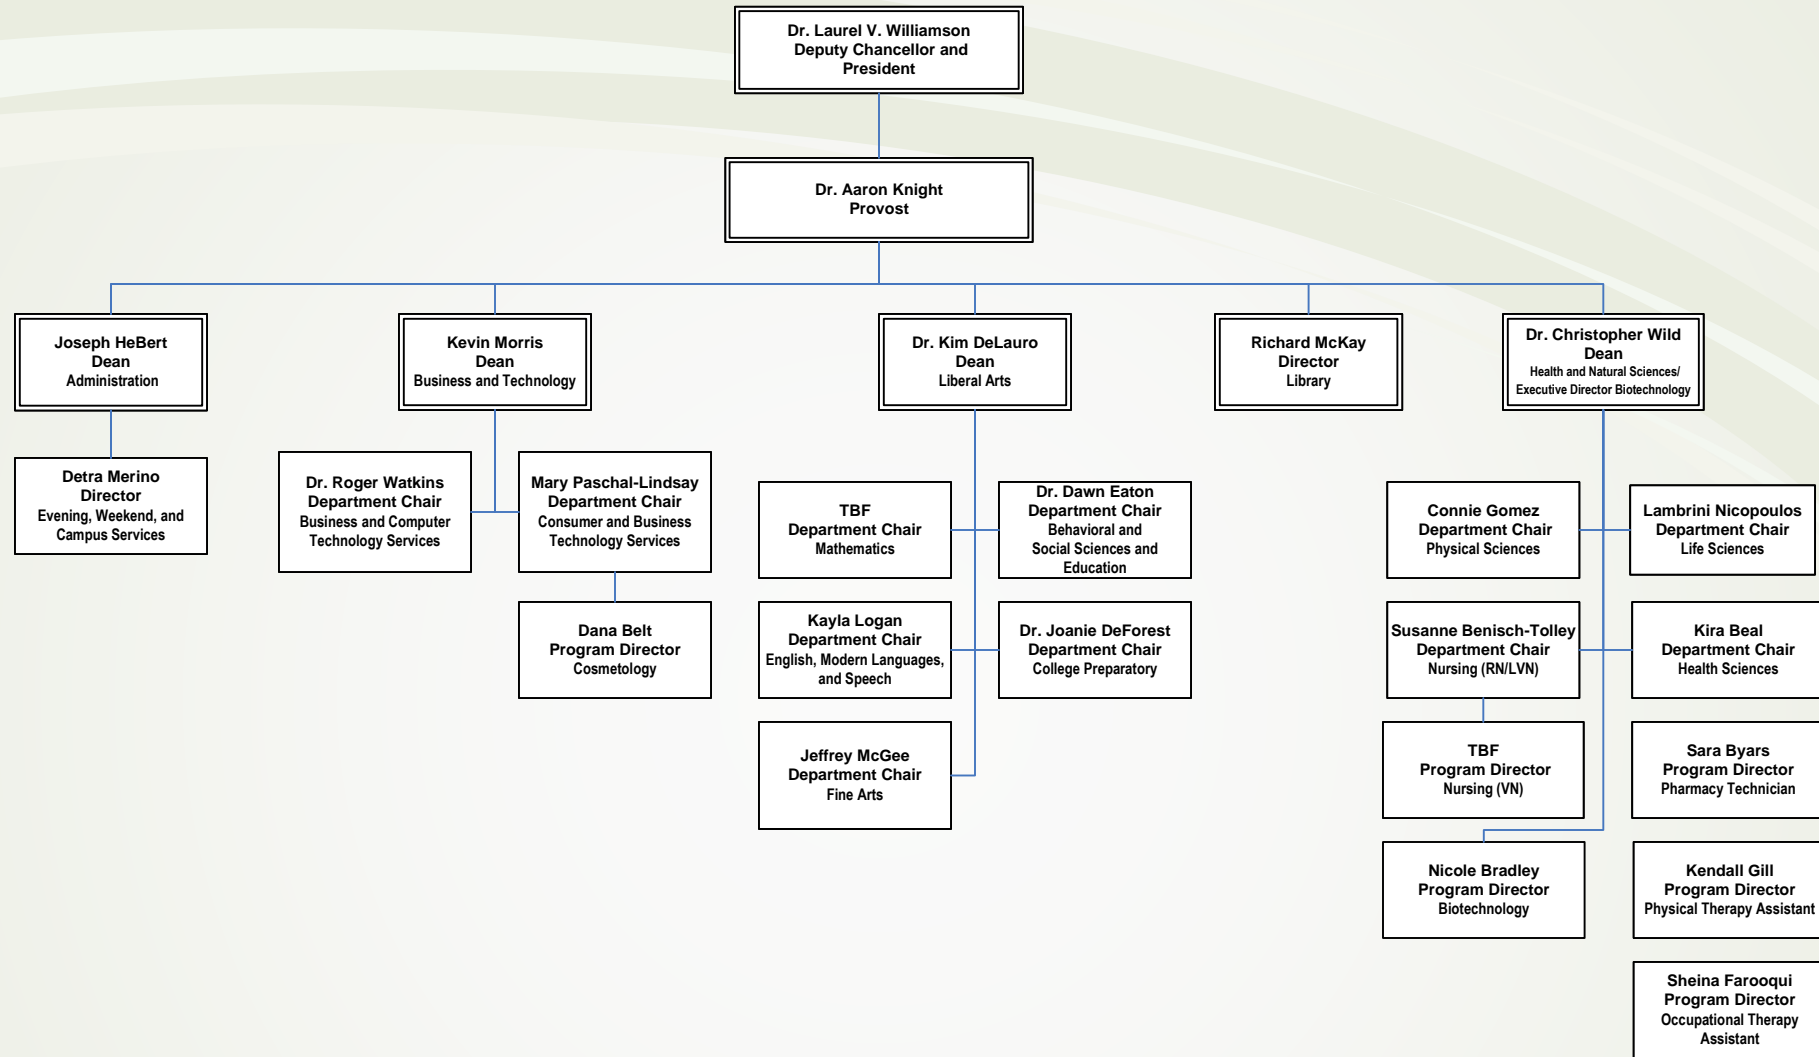 Dr. Laurel V. Williamson
Deputy Chancellor and
President
Dr. Aaron Knight
Provost
Joseph HeBert
Dean
Administration
Kevin Morris
Dean
Business and Technology
Dr. Kim DeLauro
Dean
Liberal Arts
Richard McKay
Director
Library
Dr. Christopher Wild
Dean
Health and Natural Sciences/
Executive Director Biotechnology
Detra Merino
Director
Evening, Weekend, and
Campus Services
Dr. Roger Watkins
Department Chair
Business and Computer
Technology Services
Mary Paschal-Lindsay
Department Chair
Consumer and Business
Technology Services
Dana Belt
Program Director
Cosmetology
TBF
Department Chair
Mathematics
Dr. Dawn Eaton
Department Chair
Behavioral and
Social Sciences and
Education
Kayla Logan
Department Chair
English, Modern Languages,
and Speech
Dr. Joanie DeForest
Department Chair
College Preparatory
Jeffrey McGee
Department Chair
Fine Arts
Connie Gomez
Department Chair
Physical Sciences
Lambrini Nicopoulos
Department Chair
Life Sciences
Susanne Benisch-Tolley
Department Chair
Nursing (RN/LVN)
Kira Beal
Department Chair
Health Sciences
TBF
Program Director
Nursing (VN)
Sara Byars
Program Director
Pharmacy Technician
Nicole Bradley
Program Director
Biotechnology
Kendall Gill
Program Director
Physical Therapy Assistant
Sheina Farooqui
Program Director
Occupational Therapy
Assistant